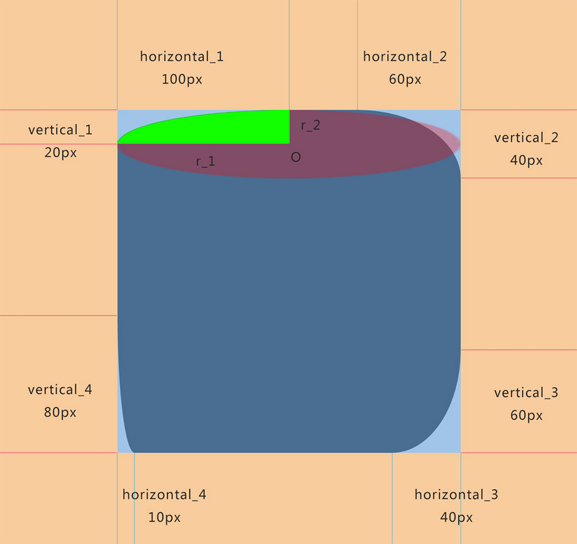 horizontal_1
100px
horizontal_2
60px
vertical_1
20px
r_2
vertical_2
40px
r_1
O
vertical_4
80px
vertical_3
60px
horizontal_4
10px
horizontal_3
40px